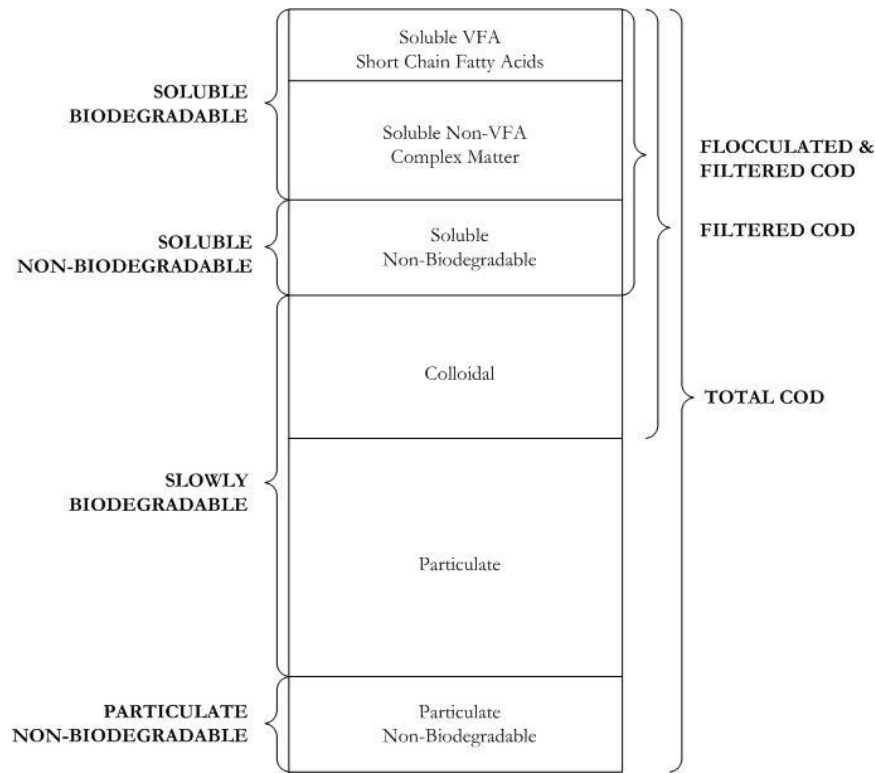 Soluble VFA
Short Chain Fatty Acids
SOLUBLE
BIODEGRADABLE
Soluble Non-VFA
Complex Matter
FLOCCULATED &
FILTERED COD
SOLUBLE
NON-BIODEGRADABLE
Soluble
Non-Biodegradable
FILTERED COD
Colloidal
TOTAL COD
SLOWLY
BIODEGRADABLE
Particulate
PARTICULATE
NON-BIODEGRADABLE
Particulate
Non-Biodegradable